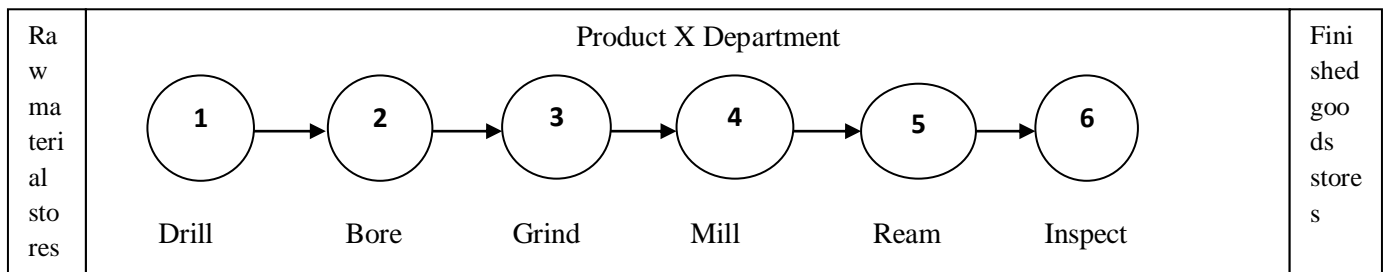 Ra
w
ma
teri
al
sto
res
Product X Department
1 2 3 4 5 6
Drill Bore Grind Mill Ream Inspect
Fini
shed
goo
ds
store
s